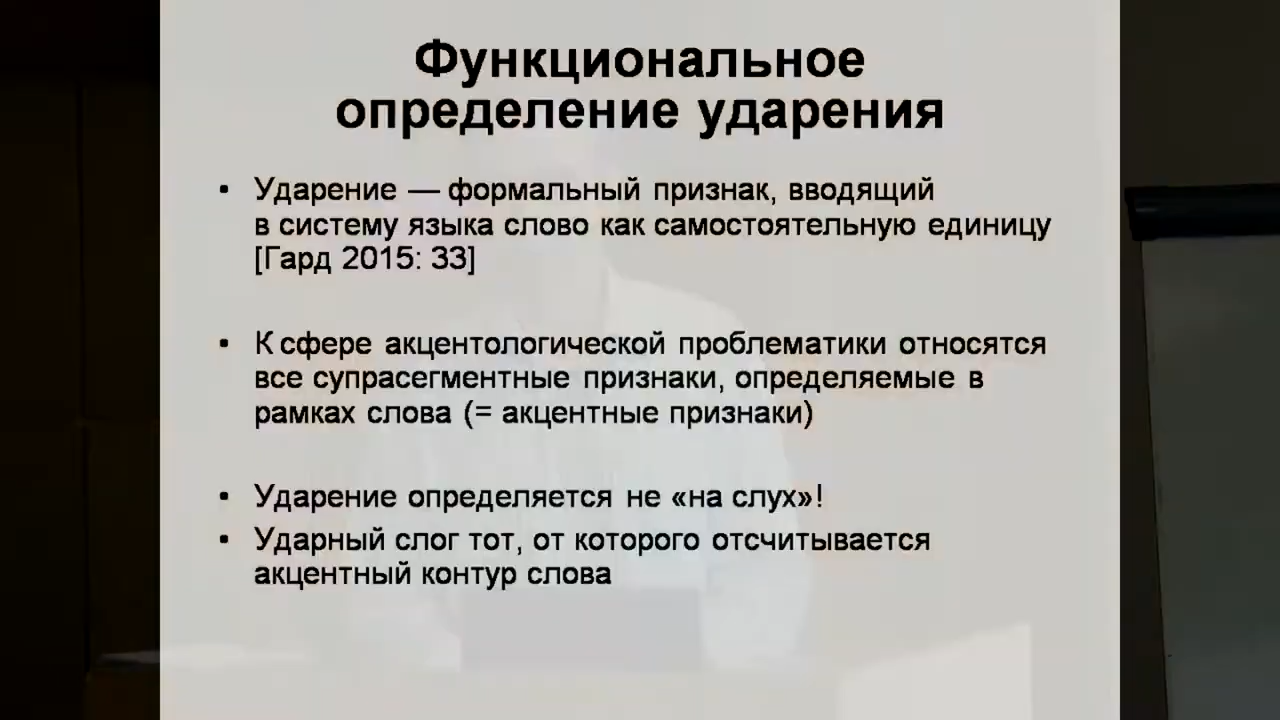 Функциональное
определение ударения
• Ударение — формальный признак, вводящий
в систему языка слово как самостоятельную единицу
[Гард 2015: 33]
• К сфере акцентологической проблематики относятся
все супрасегментные признаки, определяемые в
рамках слова (= акцентные признаки)
• Ударение определяется не «на слух»!
• Ударный слог тот, от которого отсчитывается
акцентный контур слова